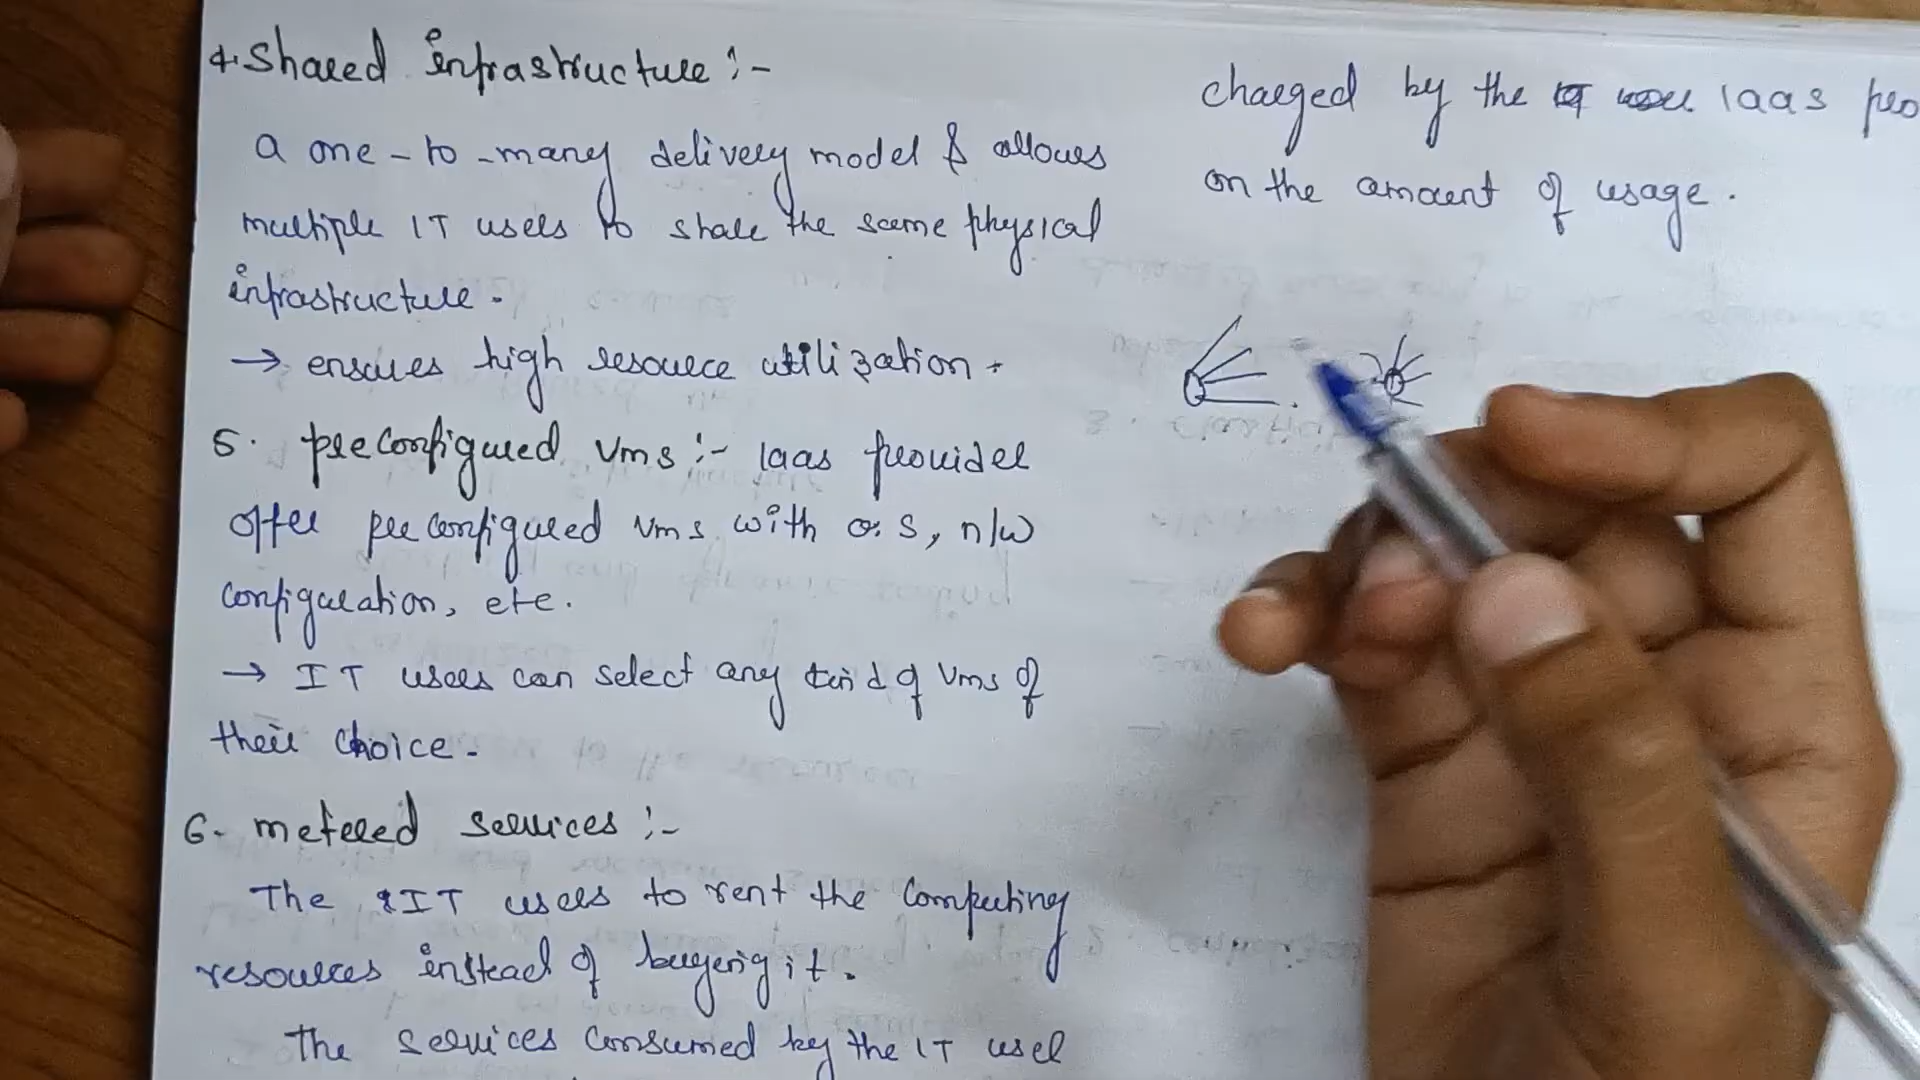 4. Shared infrastructure :-
a one-to-many delivery model & allows
multiple IT users to share the same physical
infrastructure.
→ ensures high resource utilization.
5. preconfigured Vms :- Iaas provider
offer preconfigured Vms with o.s, n/w
configuration, etc.
→ IT users can select any kind of Vms of
their choice.
6. metered services :-
The IT users to rent the computing
resources instead of buying it.
The services consumed by the IT user
charged by the Iaas pro
on the amount of usage.